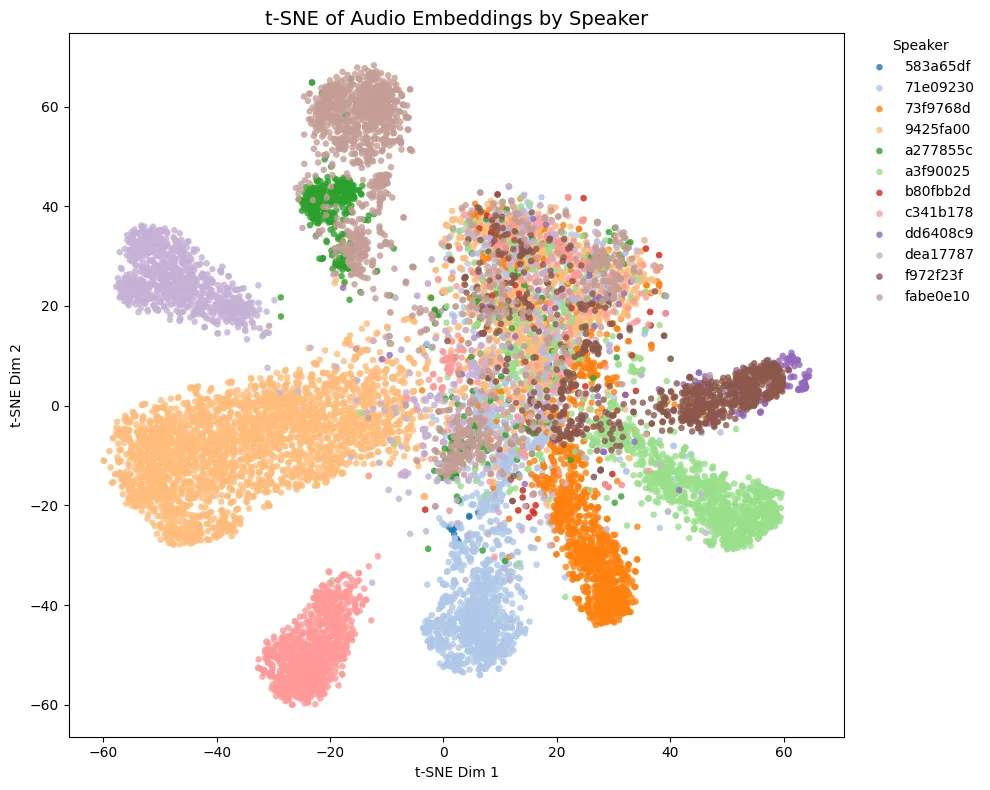 t-SNE of Audio Embeddings by Speaker
Speaker
583a65df
71e09230
73f9768d
9425fa00
a277855c
a3f90025
b80fbb2d
c341b178
dd6408c9
dea17787
f972f23f
fabe0e10
t-SNE Dim 2
60
40
20
0
−20
−40
−60
−60
−40
−20
0
20
40
60
t-SNE Dim 1